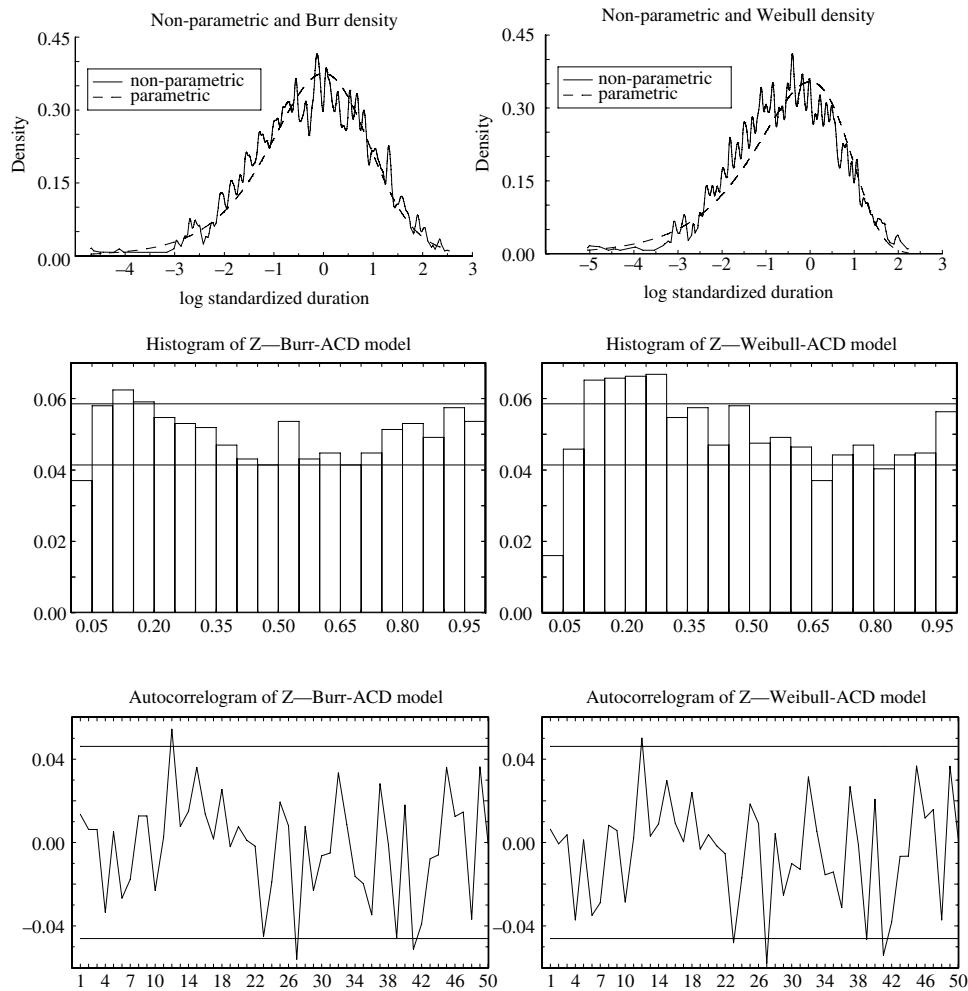 Non-parametric and Burr density
0.45
0.30
0.15
0.00
Density
non-parametric
parametric
−4 −3 −2 −1 0 1 2 3
log standardized duration
Non-parametric and Weibull density
0.45
0.30
0.15
0.00
Density
non-parametric
parametric
−5 −4 −3 −2 −1 0 1 2 3
log standardized duration
Histogram of Z—Burr-ACD model
0.06
0.04
0.02
0.00
0.05 0.20 0.35 0.50 0.65 0.80 0.95
Histogram of Z—Weibull-ACD model
0.06
0.04
0.02
0.00
0.05 0.20 0.35 0.50 0.65 0.80 0.95
Autocorrelogram of Z—Burr-ACD model
0.04
0.00
−0.04
1 4 7 10 14 18 22 26 30 34 38 42 46 50
Autocorrelogram of Z—Weibull-ACD model
0.04
0.00
−0.04
1 4 7 10 14 18 22 26 30 34 38 42 46 50